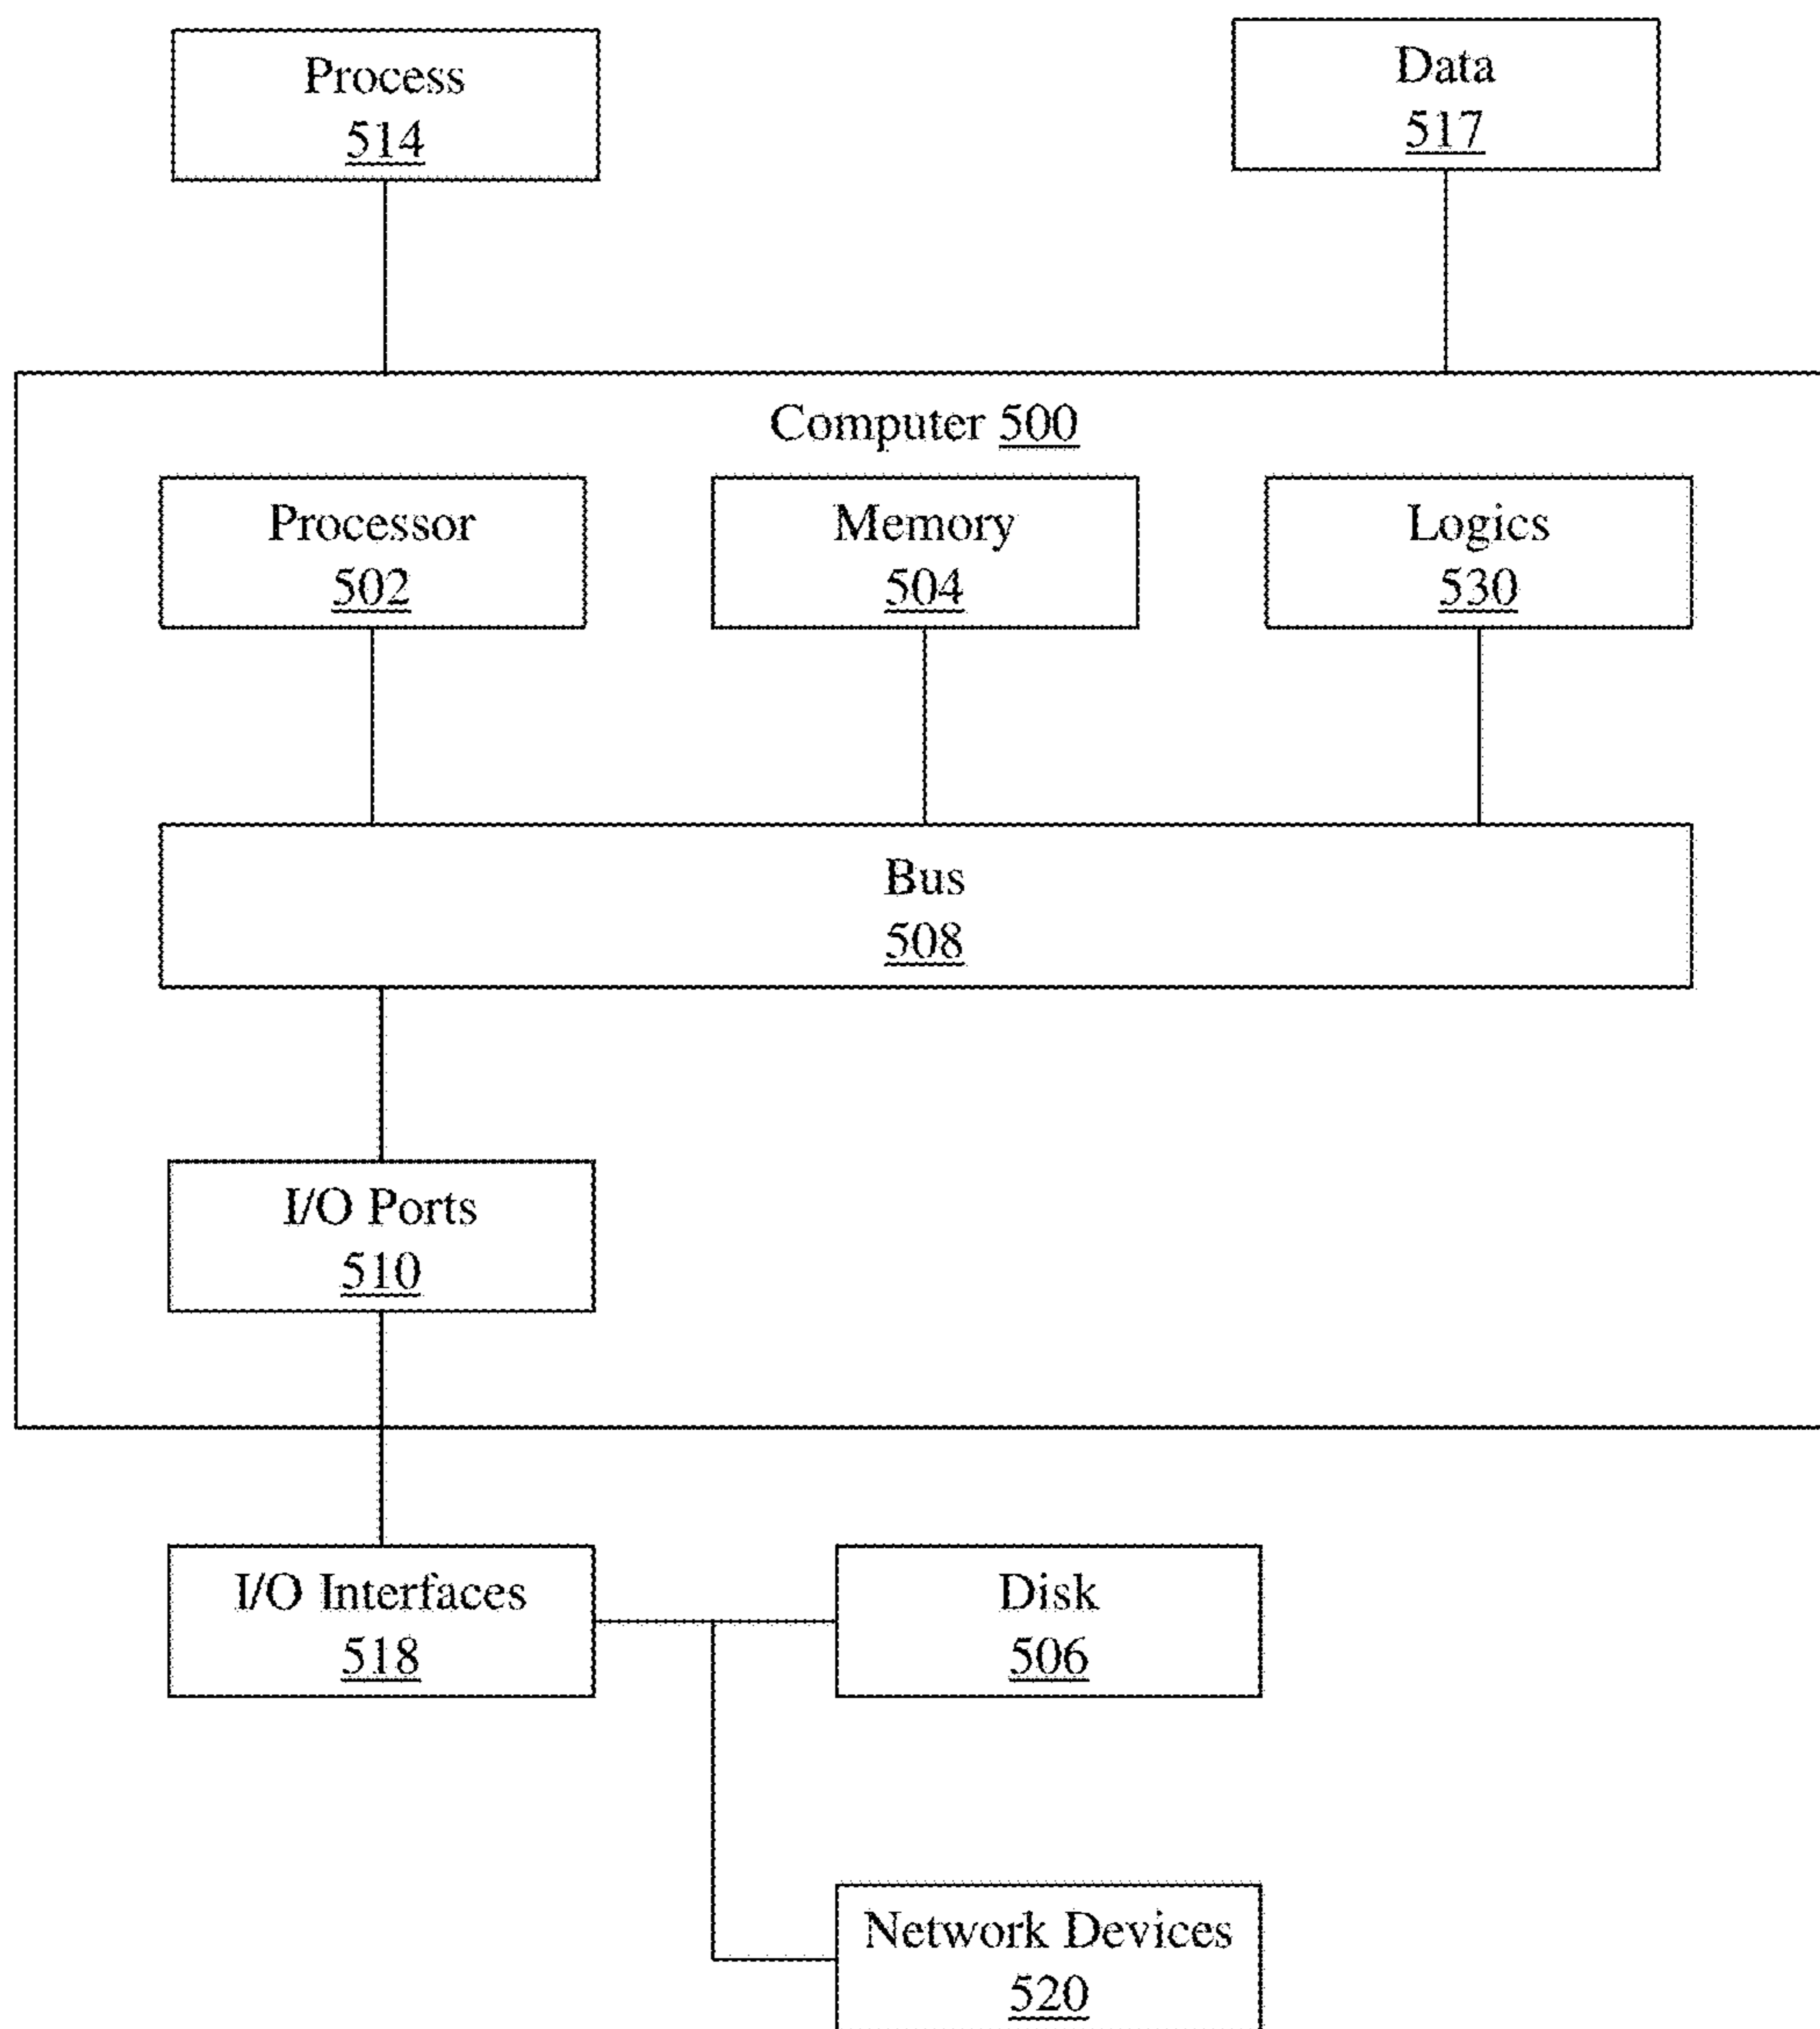 Process
514
Data
517
Computer 500
Processor
502
Memory
504
Logics
530
Bus
508
I/O Ports
510
I/O Interfaces
518
Disk
506
Network Devices
520